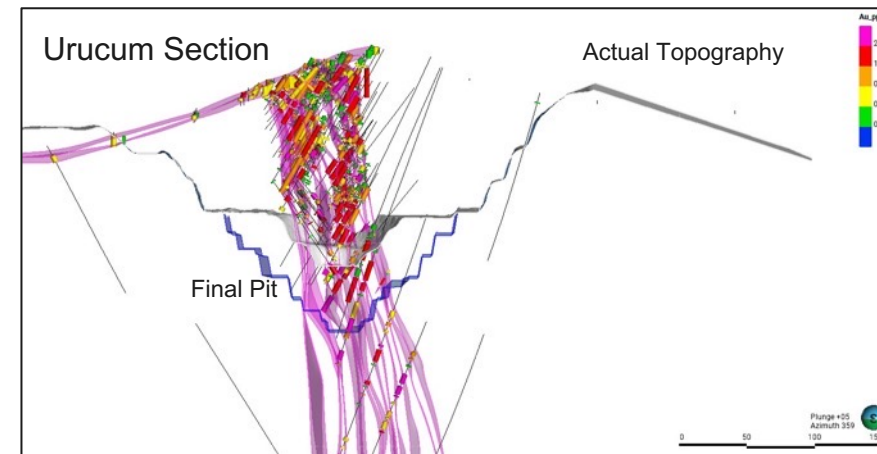 Urucum Section
Actual Topography
Final Pit
Plunge +05
Azimuth 359
0 50 100